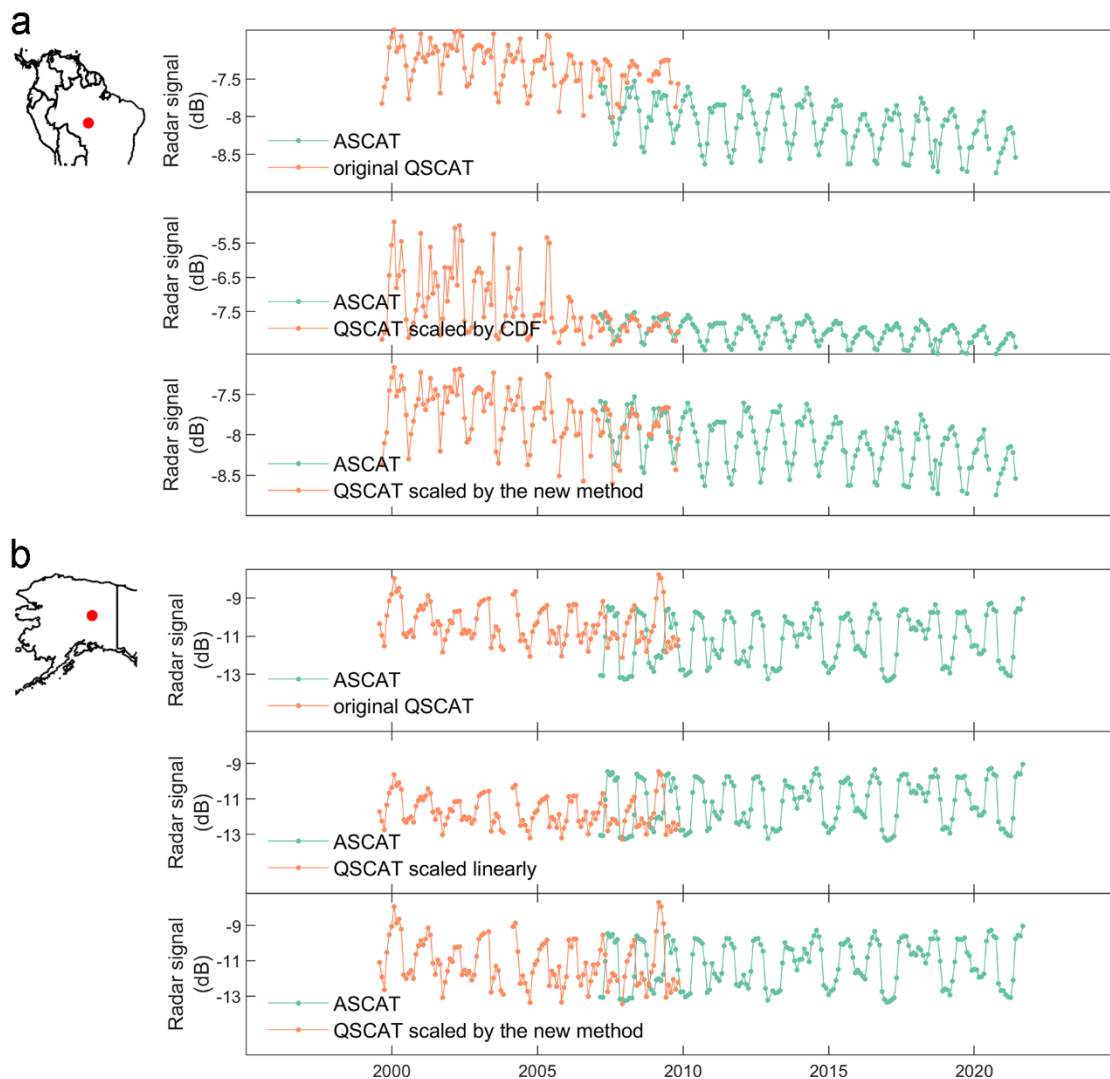 a
Radar signal
(dB)
-7.5
-8
-8.5
ASCAT
original QSCAT
Radar signal
(dB)
-5.5
-6.5
-7.5
ASCAT
QSCAT scaled by CDF
Radar signal
(dB)
-7.5
-8
-8.5
ASCAT
QSCAT scaled by the new method
b
Radar signal
(dB)
-9
-11
-13
ASCAT
original QSCAT
Radar signal
(dB)
-9
-11
-13
ASCAT
QSCAT scaled linearly
Radar signal
(dB)
-9
-11
-13
ASCAT
QSCAT scaled by the new method
2000 2005 2010 2015 2020